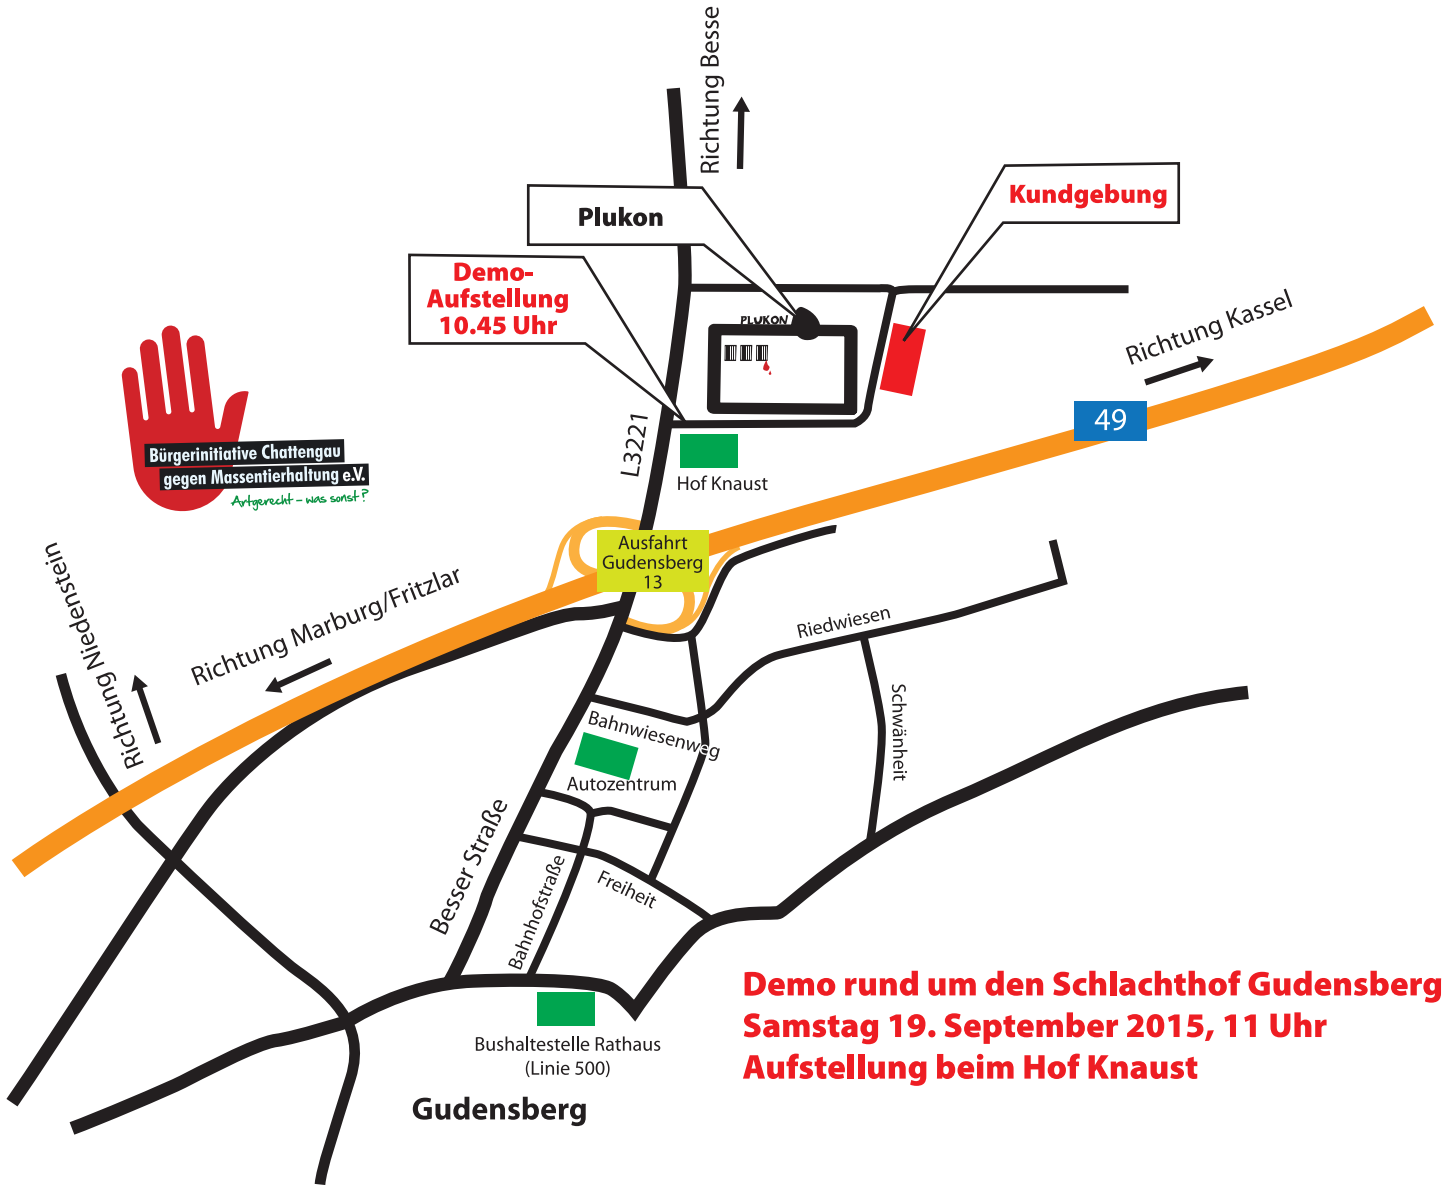 Richtung Besse
Kundgebung
Plukon
Demo-
Aufstellung
10.45 Uhr
PLUKON
Richtung Kassel
49
L3221
Hof Knaust
Bürgerinitiative Chattengau
gegen Massentierhaltung e.V.
Artgerecht – was sonst?
Ausfahrt
Gudensberg
13
Richtung Niedenstein
Richtung Marburg/Fritzlar
Riedwiesen
Schwänheit
Bahnwiesenweg
Autozentrum
Besser Straße
Bahnhofstraße
Freiheit
Bushaltestelle Rathaus
(Linie 500)
Gudensberg
Demo rund um den Schlachthof Gudensberg
Samstag 19. September 2015, 11 Uhr
Aufstellung beim Hof Knaust